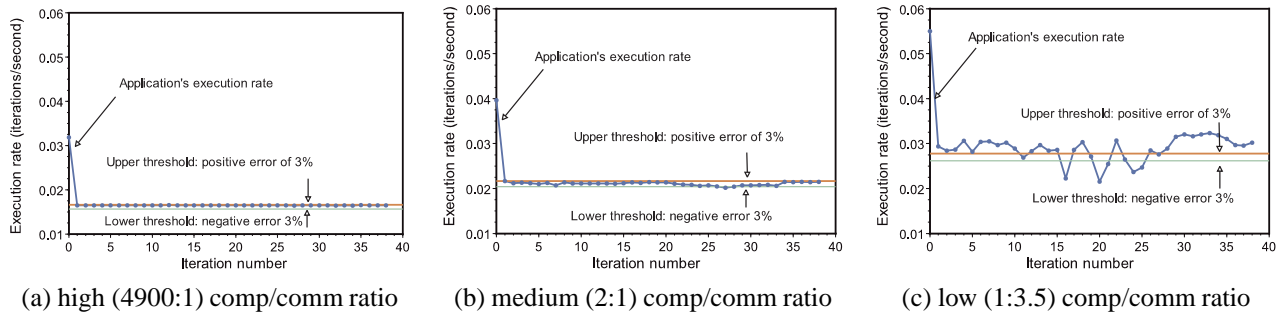 0.06
0.05
0.04
0.03
0.02
0.01
0 5 10 15 20 25 30 35 40
Execution rate (iterations/second)
Iteration number
Application's execution rate
Upper threshold: positive error of 3%
Lower threshold: negative error 3%
(a) high (4900:1) comp/comm ratio
0.06
0.05
0.04
0.03
0.02
0.01
0 5 10 15 20 25 30 35 40
Execution rate (iterations/second)
Iteration number
Application's execution rate
Upper threshold: positive error of 3%
Lower threshold: negative error 3%
(b) medium (2:1) comp/comm ratio
0.06
0.05
0.04
0.03
0.02
0.01
0 5 10 15 20 25 30 35 40
Execution rate (iterations/second)
Iteration number
Application's execution rate
Upper threshold: positive error of 3%
Lower threshold: negative error 3%
(c) low (1:3.5) comp/comm ratio